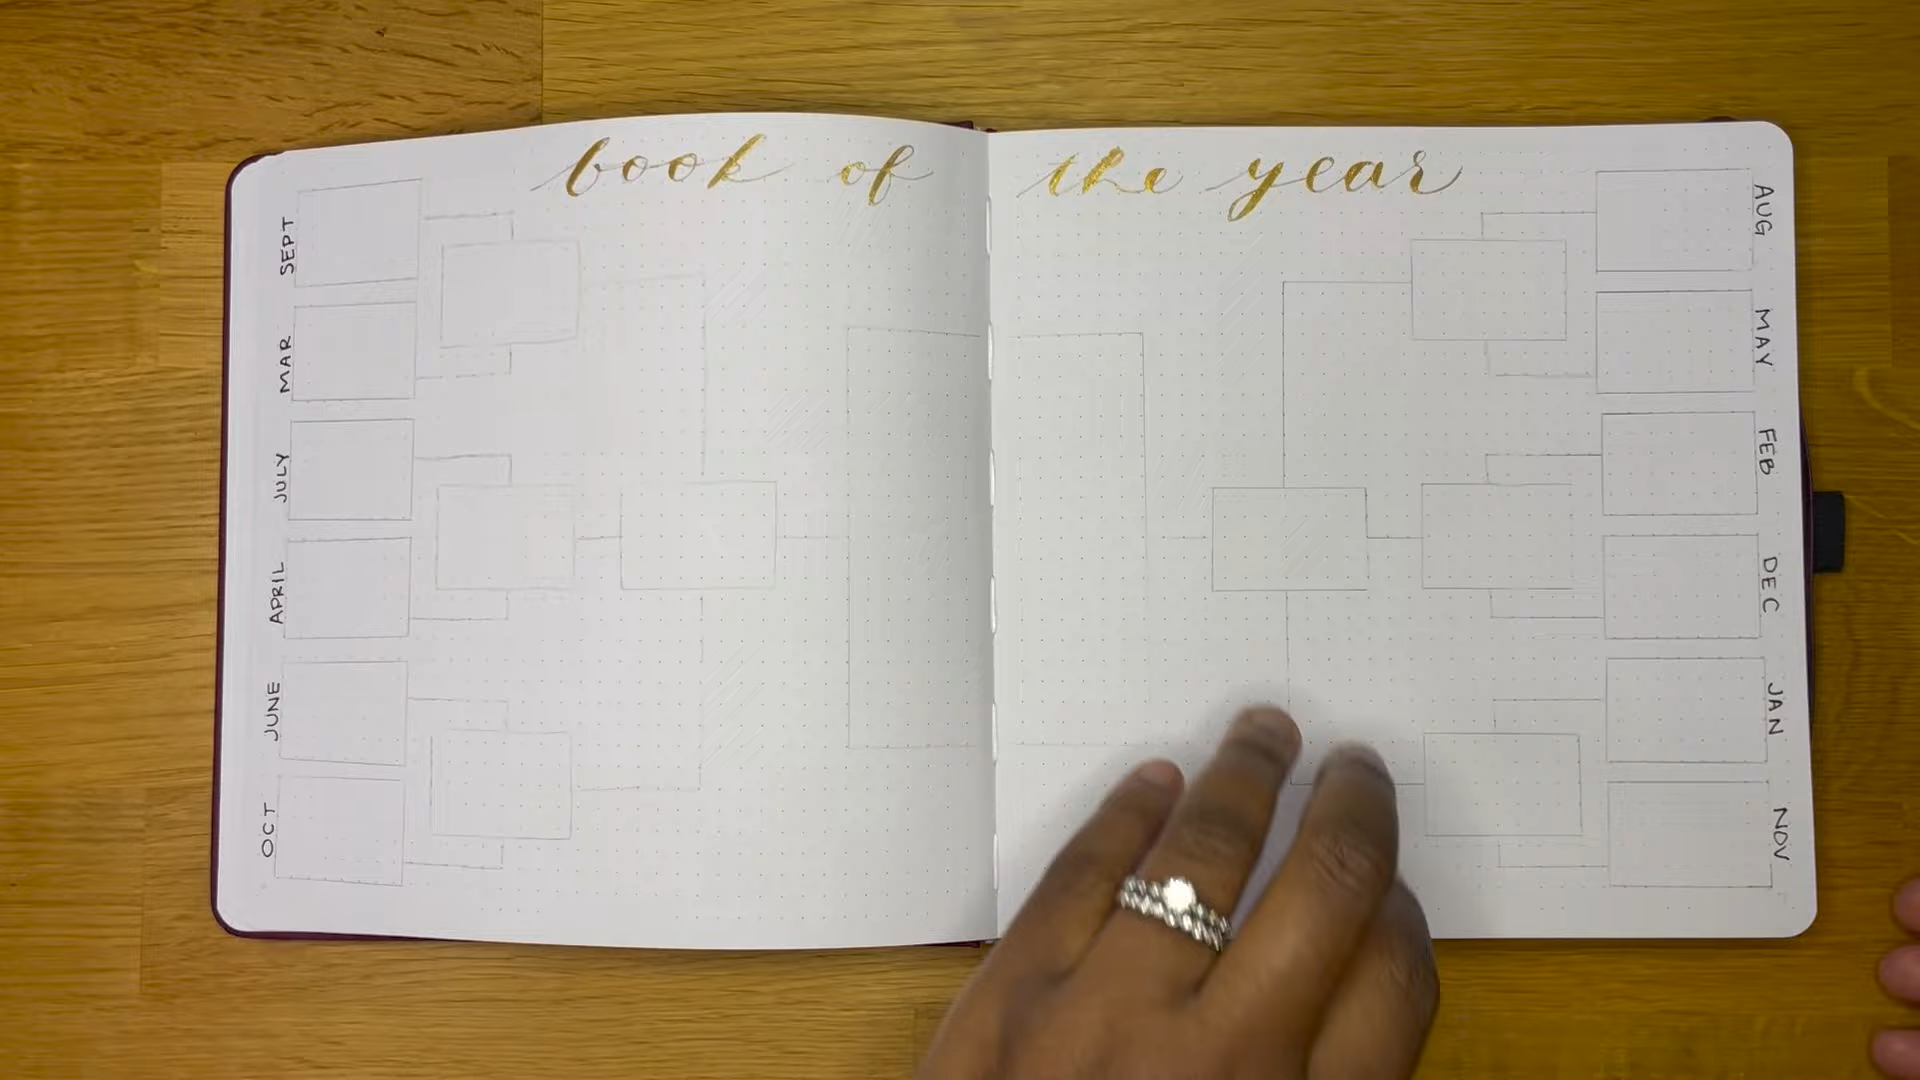 book of the year
SEPT
MAR
JULY
APRIL
JUNE
OCT
AUG
MAY
FEB
DEC
JAN
NOV